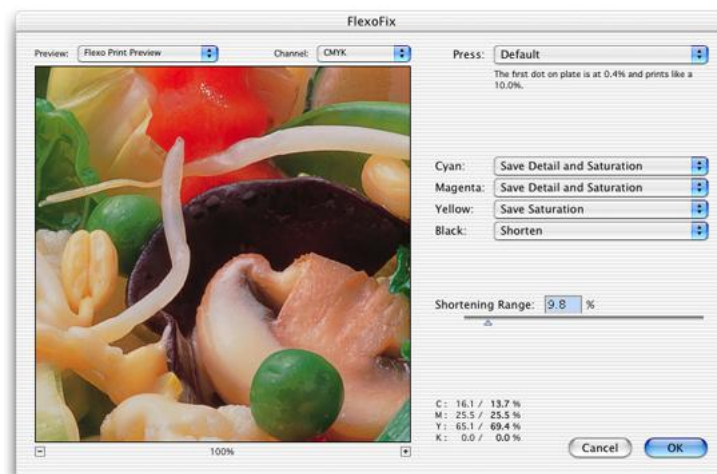 FlexoFix
Preview: Flexo Print Preview
Channel: CMYK
Press: Default
The first dot on plate is at 0.4% and prints like a
10.0%.
Cyan: Save Detail and Saturation
Magenta: Save Detail and Saturation
Yellow: Save Saturation
Black: Shorten
Shortening Range: 9.8 %
C: 16.1 / 13.7 %
M: 25.5 / 25.5 %
Y: 65.1 / 69.4 %
K: 0.0 / 0.0 %
100%
Cancel
OK